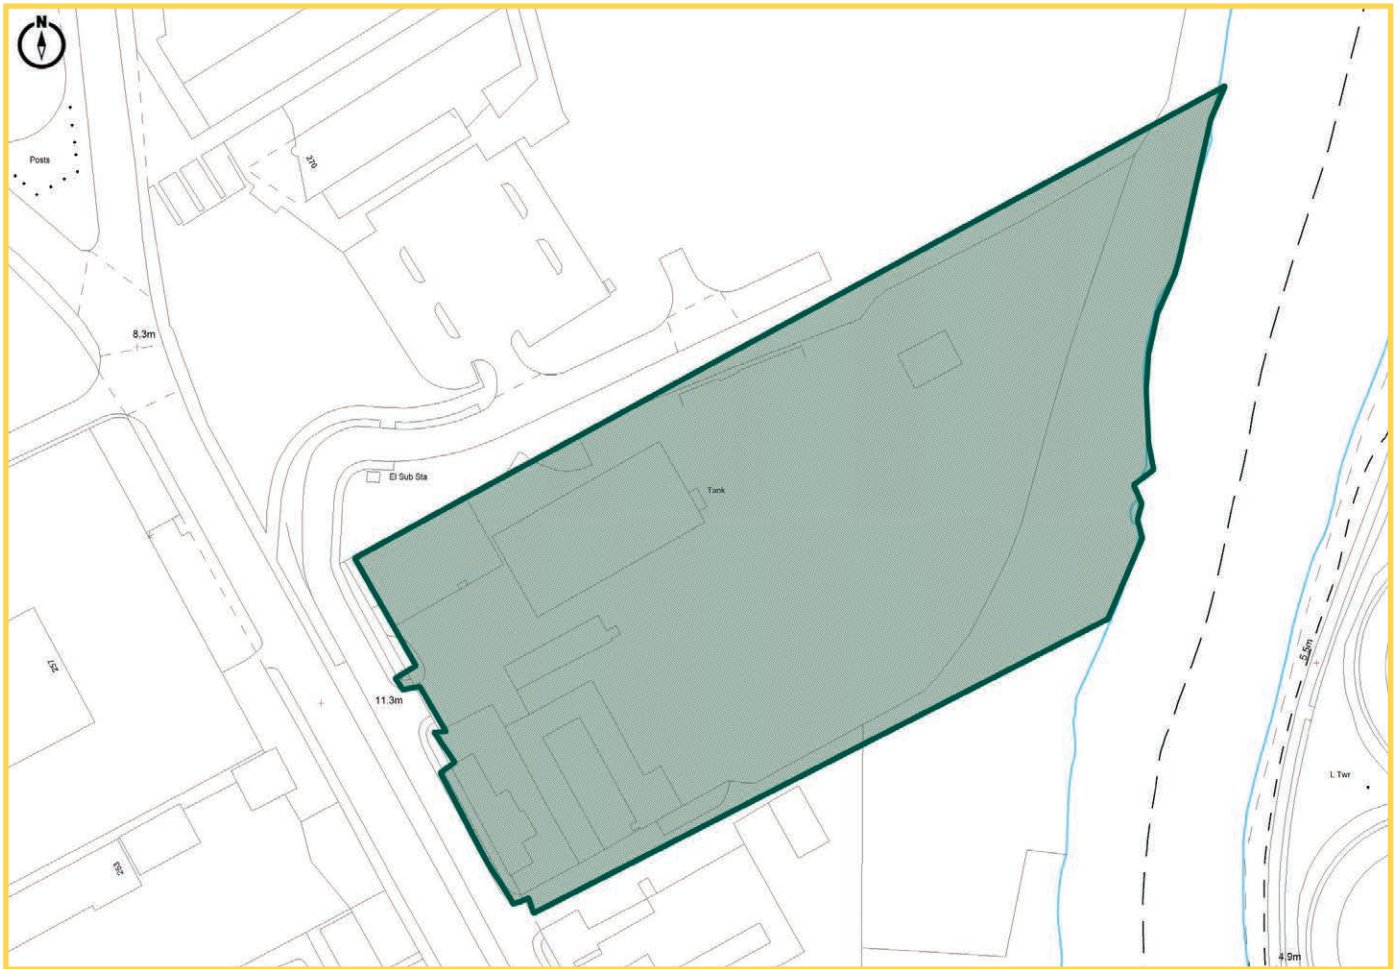 N
Posts
270
8.3m
El Sub Sta
Tank
257
11.3m
5.5m
L Twr
253
4.9m